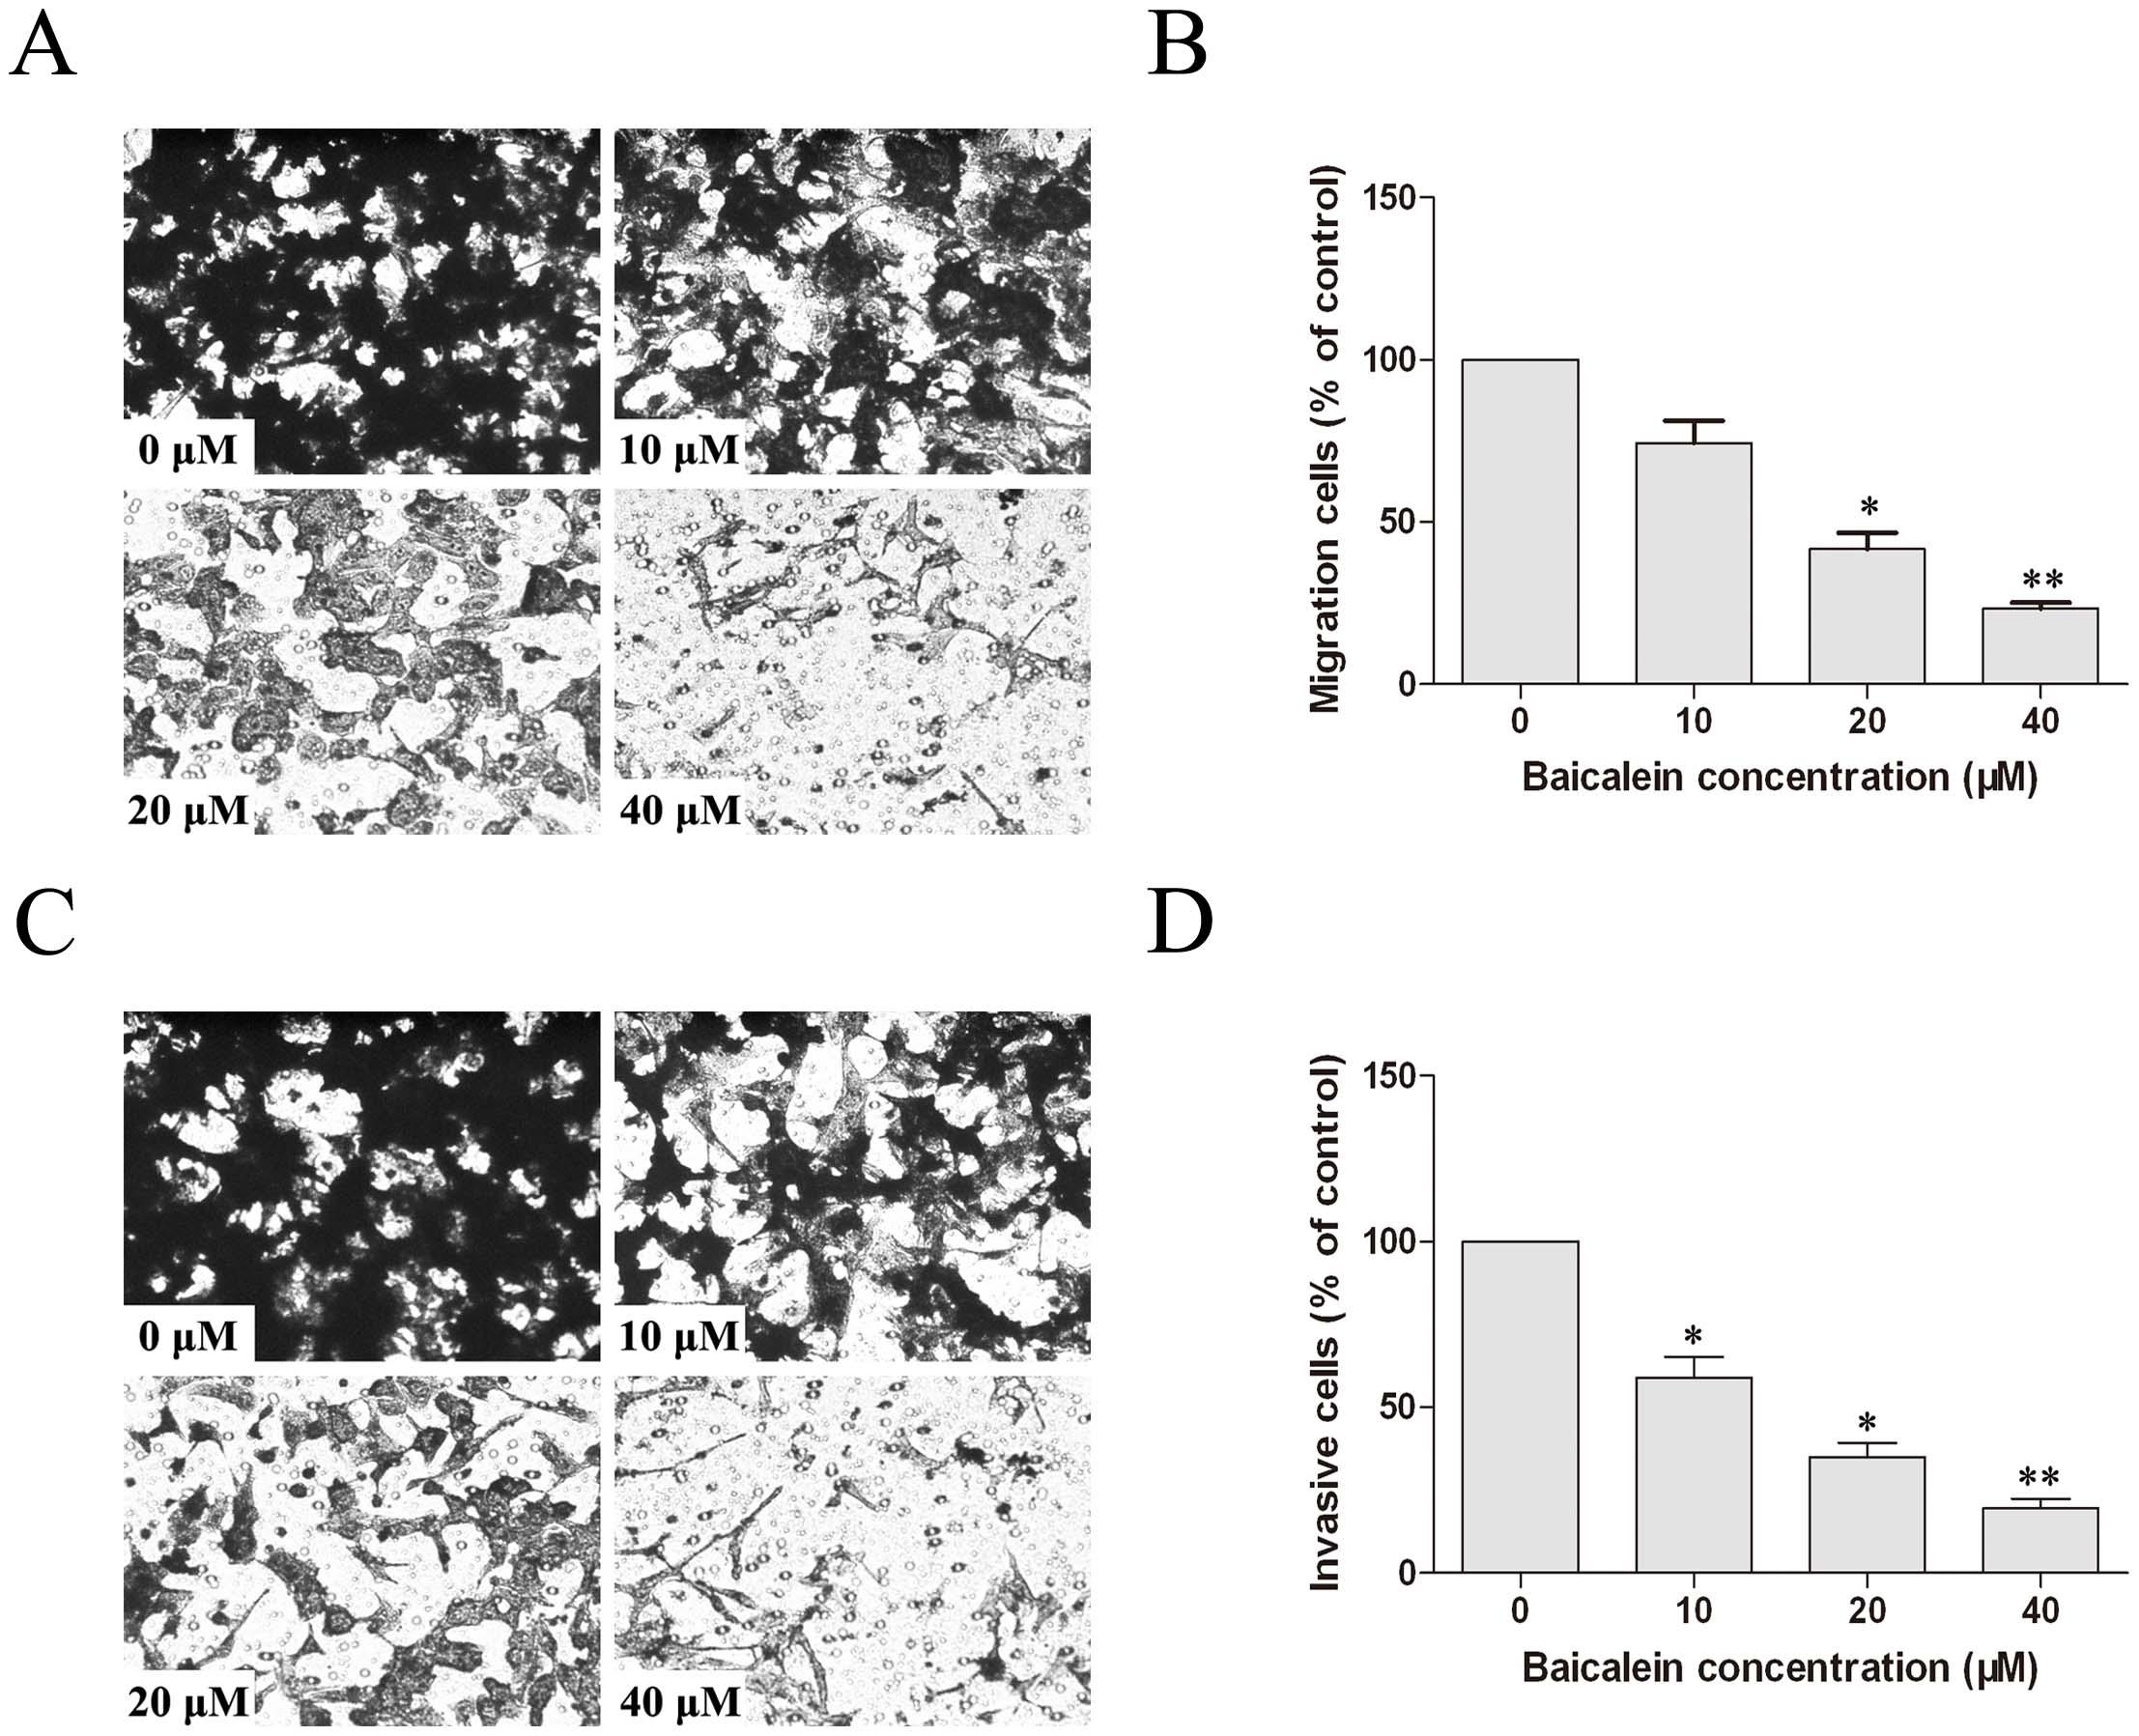 A
0 μM
10 μM
20 μM
40 μM
B
Migration cells (% of control)
150
100
50
0
*
**
0 10 20 40
Baicalein concentration (μM)
C
0 μM
10 μM
20 μM
40 μM
D
Invasive cells (% of control)
150
100
50
0
*
*
**
0 10 20 40
Baicalein concentration (μM)